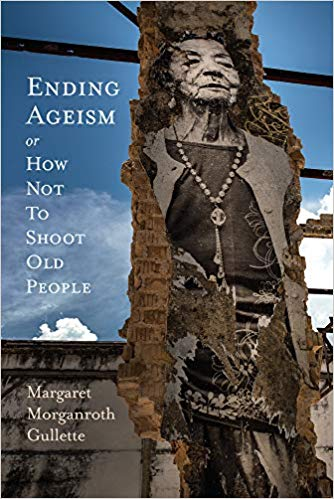 ENDING
AGEISM
or
HOW
NOT
TO
SHOOT
OLD
PEOPLE
Margaret
Morganroth
Gullette